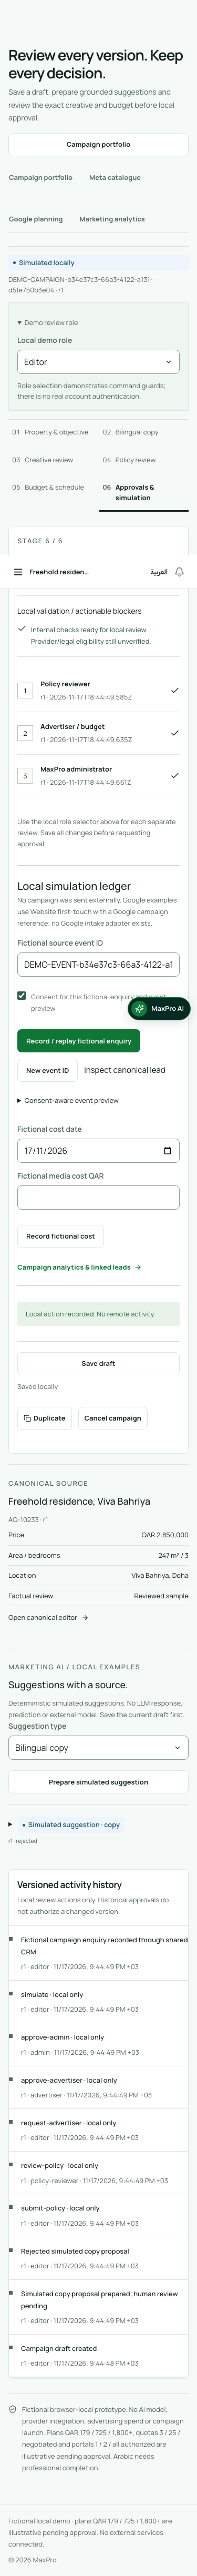 Review every version. Keep
every decision.
Save a draft, prepare grounded suggestions and
review the exact creative and budget before local
approval.
Campaign portfolio
Campaign portfolio Meta catalogue
Google planning Marketing analytics
Simulated locally
DEMO-CAMPAIGN-b34e37c3-66a3-4122-a131-
d5fe750b3e04 · r1
Demo review role
Local demo role
Editor
Role selection demonstrates command guards;
there is no real account authentication.
01 Property & objective
02 Bilingual copy
03 Creative review
04 Policy review
05 Budget & schedule
06 Approvals &
simulation
STAGE 6 / 6
Freehold residen... العربية
Local validation / actionable blockers
Internal checks ready for local review.
Provider/legal eligibility still unverified.
1 Policy reviewer
r1 · 2026-11-17T18:44:49.585Z
2 Advertiser / budget
r1 · 2026-11-17T18:44:49.635Z
3 MaxPro administrator
r1 · 2026-11-17T18:44:49.661Z
Use the local role selector above for each separate
review. Save all changes before requesting
approval.
Local simulation ledger
No campaign was sent externally. Google examples
use Website first-touch with a Google campaign
reference; no Google intake adapter exists.
Fictional source event ID
DEMO-EVENT-b34e37c3-66a3-4122-a1
Consent for this fictional enquiry and event
preview
MaxPro AI
Record / replay fictional enquiry
New event ID Inspect canonical lead
Consent-aware event preview
Fictional cost date
17/11/2026
Fictional media cost QAR
Record fictional cost
Campaign analytics & linked leads
Local action recorded. No remote activity.
Save draft
Saved locally
Duplicate Cancel campaign
CANONICAL SOURCE
Freehold residence, Viva Bahriya
AQ-10233 · r1
Price QAR 2,850,000
Area / bedrooms 247 m² / 3
Location Viva Bahriya, Doha
Factual review Reviewed sample
Open canonical editor
MARKETING AI / LOCAL EXAMPLES
Suggestions with a source.
Deterministic simulated suggestions. No LLM response,
prediction or external model. Save the current draft first.
Suggestion type
Bilingual copy
Prepare simulated suggestion
Simulated suggestion · copy
r1 · rejected
Versioned activity history
Local review actions only. Historical approvals do
not authorize a changed version.
Fictional campaign enquiry recorded through shared
CRM
r1 · editor · 11/17/2026, 9:44:49 PM +03
simulate · local only
r1 · editor · 11/17/2026, 9:44:49 PM +03
approve-admin · local only
r1 · admin · 11/17/2026, 9:44:49 PM +03
approve-advertiser · local only
r1 · advertiser · 11/17/2026, 9:44:49 PM +03
request-advertiser · local only
r1 · editor · 11/17/2026, 9:44:49 PM +03
review-policy · local only
r1 · policy-reviewer · 11/17/2026, 9:44:49 PM +03
submit-policy · local only
r1 · editor · 11/17/2026, 9:44:49 PM +03
Rejected simulated copy proposal
r1 · editor · 11/17/2026, 9:44:49 PM +03
Simulated copy proposal prepared; human review
pending
r1 · editor · 11/17/2026, 9:44:49 PM +03
Campaign draft created
r1 · editor · 11/17/2026, 9:44:48 PM +03
Fictional browser-local prototype. No AI model,
provider integration, advertising spend or campaign
launch. Plans QAR 179 / 725 / 1,800+, quotas 3 / 25 /
negotiated and portals 1 / 2 / all authorized are
illustrative pending approval. Arabic needs
professional completion.
Fictional local demo · plans QAR 179 / 725 / 1,800+ are
illustrative pending approval. No external services
connected.
© 2026 MaxPro